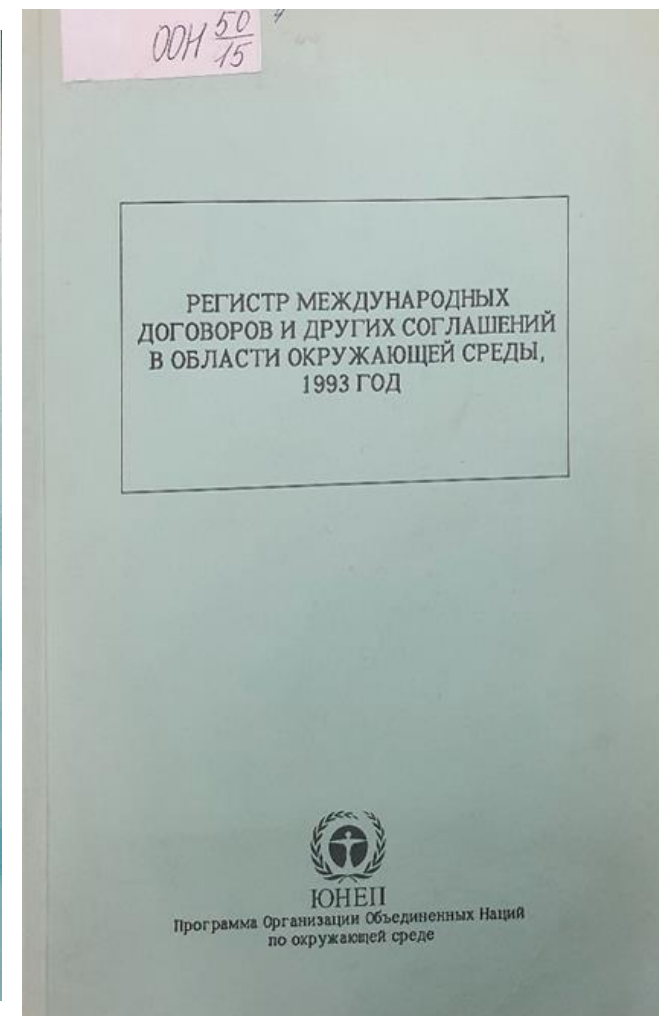 ООН 50/15
РЕГИСТР МЕЖДУНАРОДНЫХ
ДОГОВОРОВ И ДРУГИХ СОГЛАШЕНИЙ
В ОБЛАСТИ ОКРУЖАЮЩЕЙ СРЕДЫ,
1993 ГОД
ЮНЕП
Программа Организации Объединенных Наций
по окружающей среде